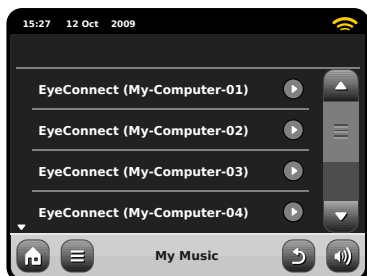 15:27 12 Oct 2009
EyeConnect (My-Computer-01)
EyeConnect (My-Computer-02)
EyeConnect (My-Computer-03)
EyeConnect (My-Computer-04)
My Music